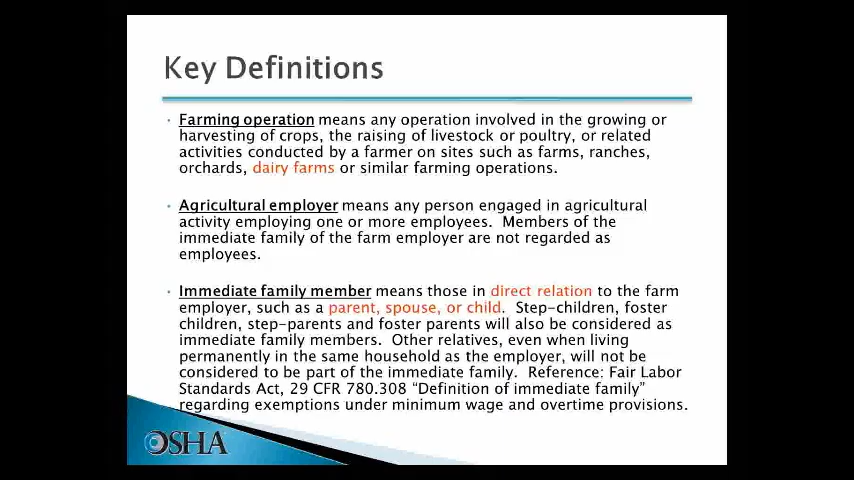 Key Definitions
Farming operation means any operation involved in the growing or
harvesting of crops, the raising of livestock or poultry, or related
activities conducted by a farmer on sites such as farms, ranches,
orchards, dairy farms or similar farming operations.
Agricultural employer means any person engaged in agricultural
activity employing one or more employees.  Members of the
immediate family of the farm employer are not regarded as
employees.
Immediate family member means those in direct relation to the farm
employer, such as a parent, spouse, or child.  Step-children, foster
children, step-parents and foster parents will also be considered as
immediate family members.  Other relatives, even when living
permanently in the same household as the employer, will not be
considered to be part of the immediate family.  Reference: Fair Labor
Standards Act, 29 CFR 780.308 “Definition of immediate family”
regarding exemptions under minimum wage and overtime provisions.
OSHA